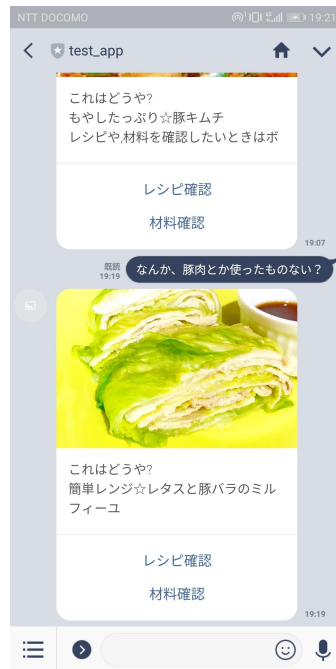 NTT DOCOMO 19:21
test_app
これはどうや?
もやしたっぷり☆豚キムチ
レシピや,材料を確認したいときはボ
レシピ確認
材料確認
19:07
既読
19:19
なんか、豚肉とか使ったものない？
これはどうや?
簡単レンジ☆レタスと豚バラのミル
フィーユ
レシピ確認
材料確認
19:19